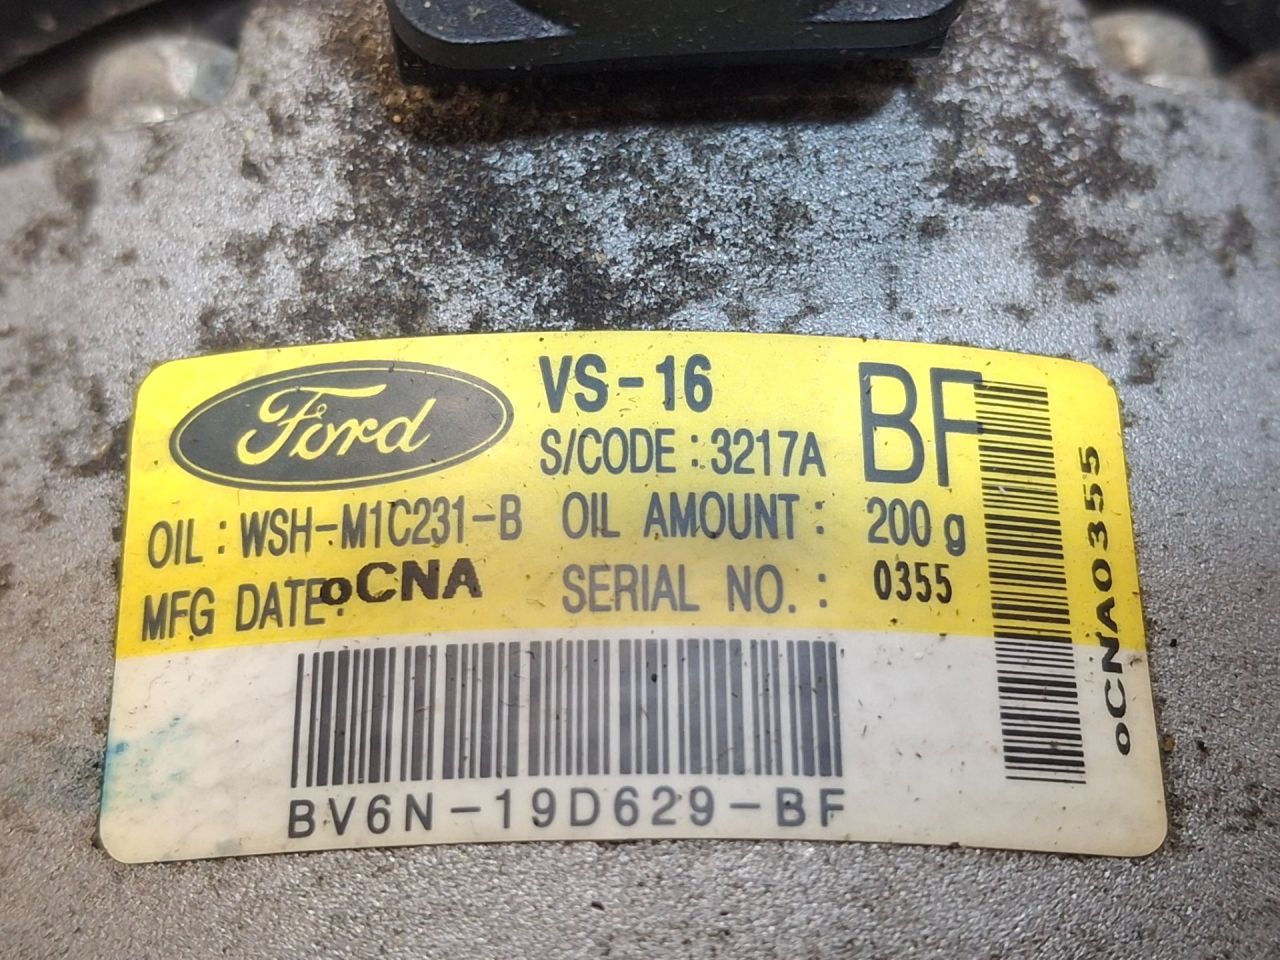 Ford
VS-16
BF
S/CODE : 3217A
OIL : WSH-M1C231-B
OIL AMOUNT : 200 g
MFG DATE : oCNA
SERIAL NO. : 0355
oCNA0355
BV6N-19D629-BF